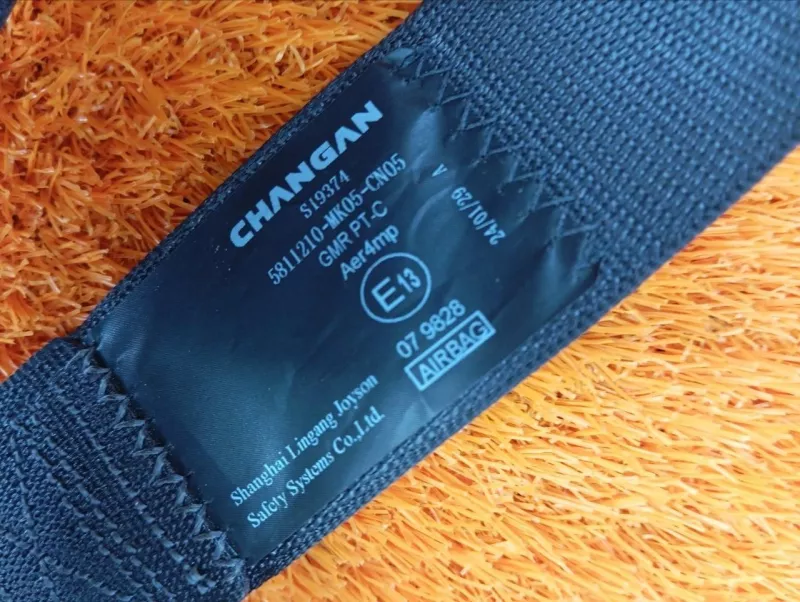 CHANGAN
S19374
5811210-MK05-CN05
GMR PT-C
Aer4mp
E13
24/01/29 A
07 9828
AIRBAG
Shanghai Lingang Joyson
Safety Systems Co.,Ltd.